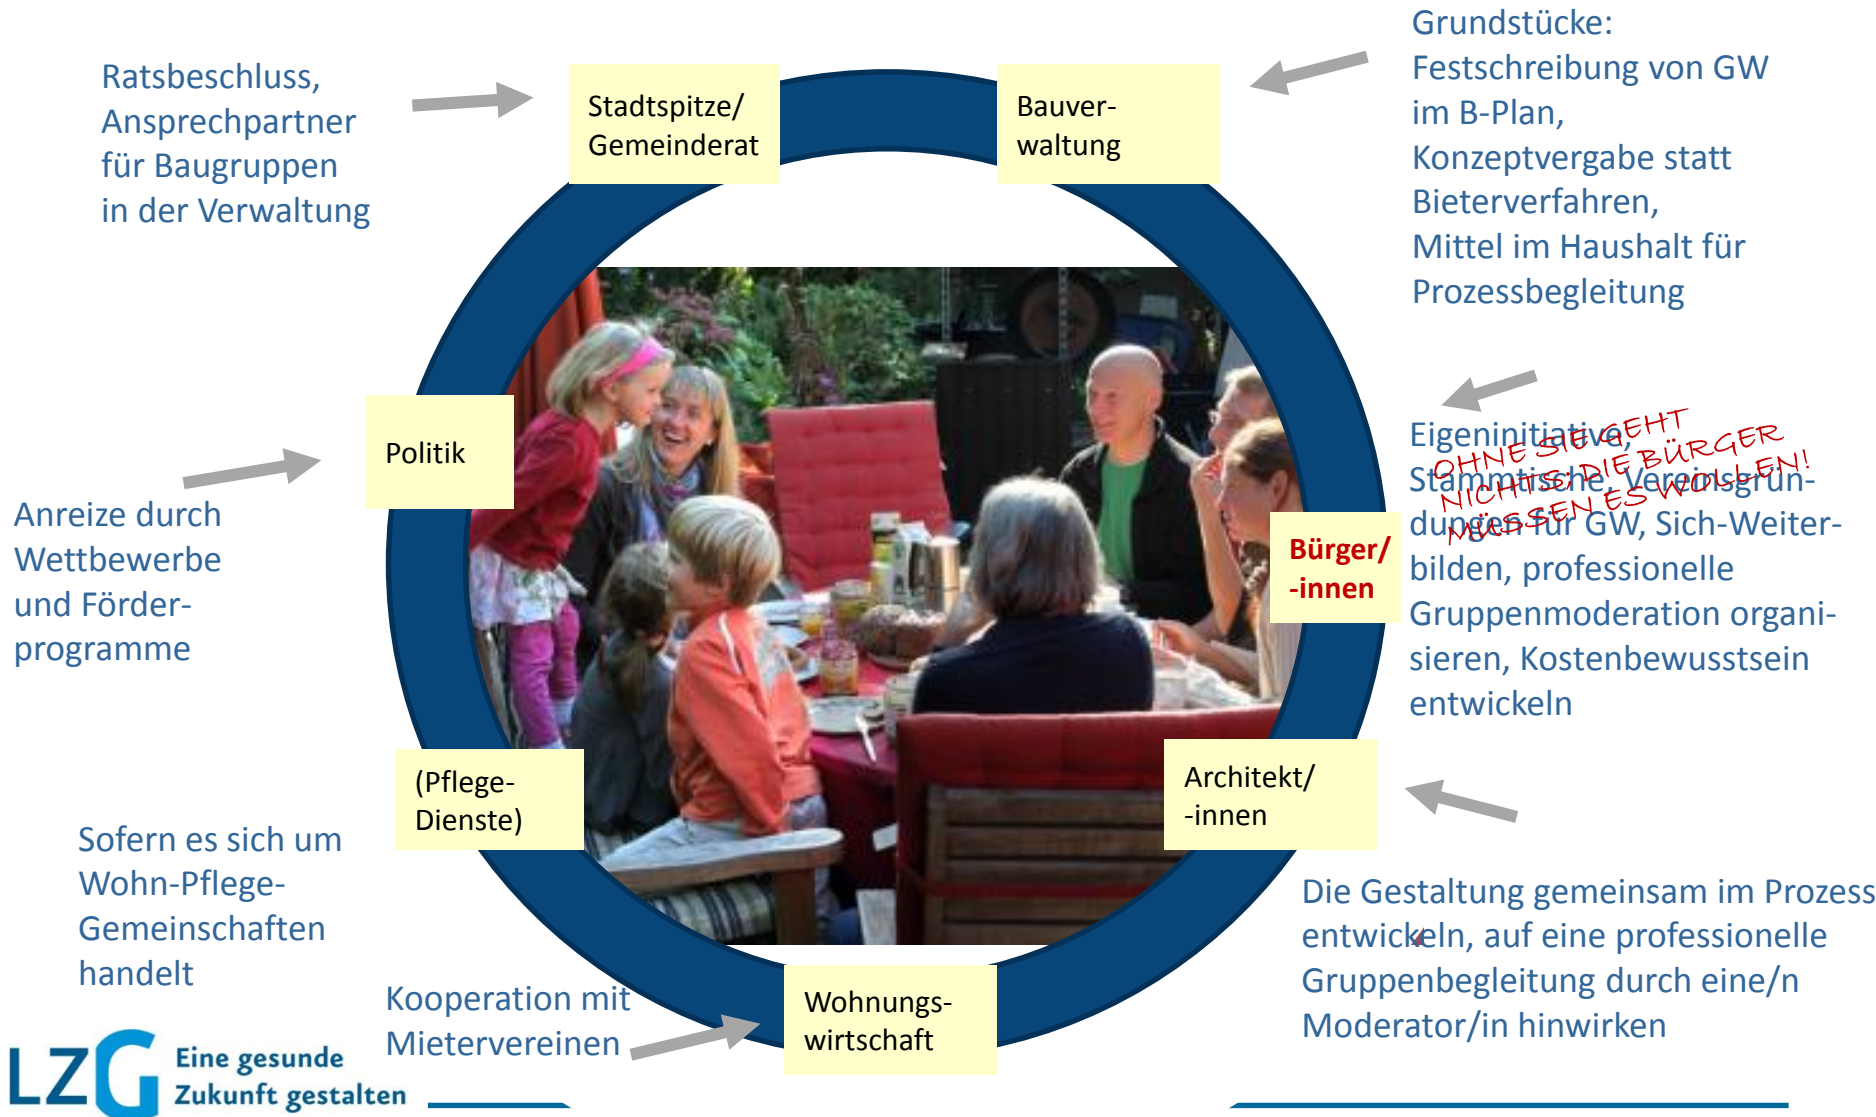 Ratsbeschluss,
Ansprechpartner
für Baugruppen
in der Verwaltung
Stadtspitze/
Gemeinderat
Bauver-
waltung
Grundstücke:
Festschreibung von GW
im B-Plan,
Konzeptvergabe statt
Bieterverfahren,
Mittel im Haushalt für
Prozessbegleitung
Politik
Anreize durch
Wettbewerbe
und Förder-
programme
Bürger/
-innen
Eigeninitiative,
Stammtische, Vereinsgrün-
dungen für GW, Sich-Weiter-
bilden, professionelle
Gruppenmoderation organi-
sieren, Kostenbewusstsein
entwickeln
OHNE SIE GEHT
NICHTS; DIE BÜRGER
MÜSSEN ES WOLLEN!
(Pflege-
Dienste)
Sofern es sich um
Wohn-Pflege-
Gemeinschaften
handelt
Architekt/
-innen
Die Gestaltung gemeinsam im Prozess
entwickeln, auf eine professionelle
Gruppenbegleitung durch eine/n
Moderator/in hinwirken
Kooperation mit
Mietervereinen
Wohnungs-
wirtschaft
LZG
Eine gesunde
Zukunft gestalten